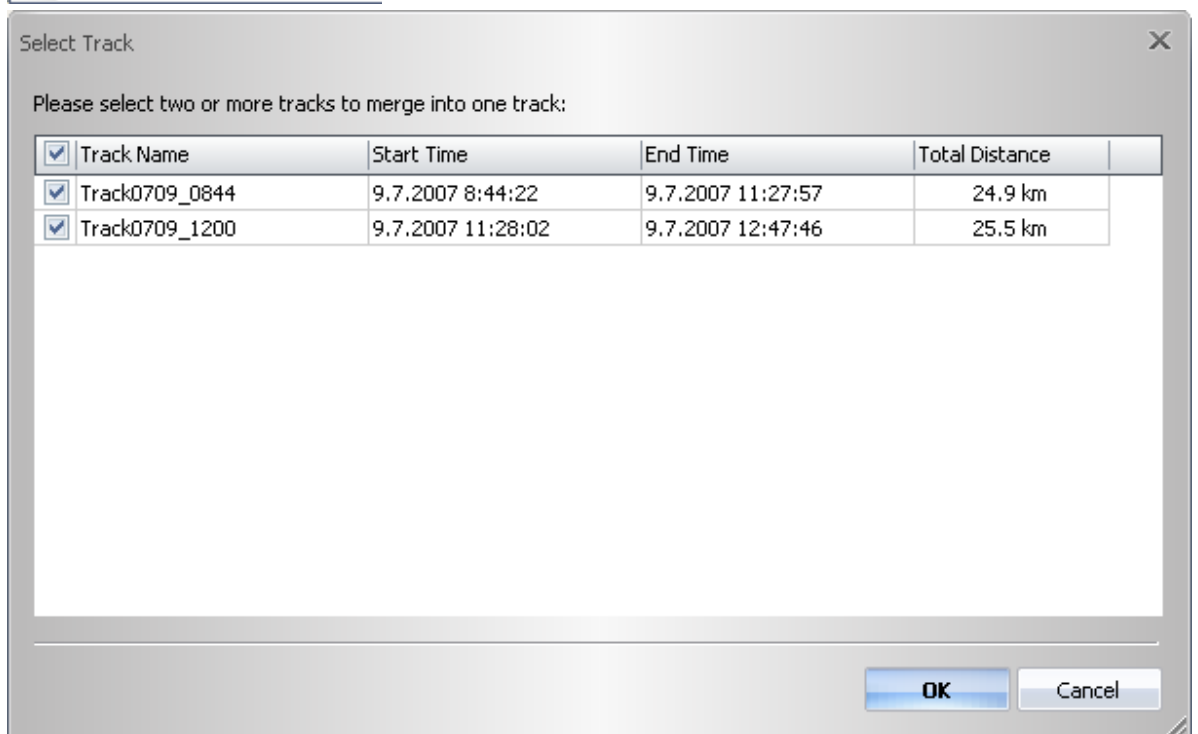 Select Track
Please select two or more tracks to merge into one track:
Track Name Start Time End Time Total Distance
Track0709_0844 9.7.2007 8:44:22 9.7.2007 11:27:57 24.9 km
Track0709_1200 9.7.2007 11:28:02 9.7.2007 12:47:46 25.5 km
OK Cancel